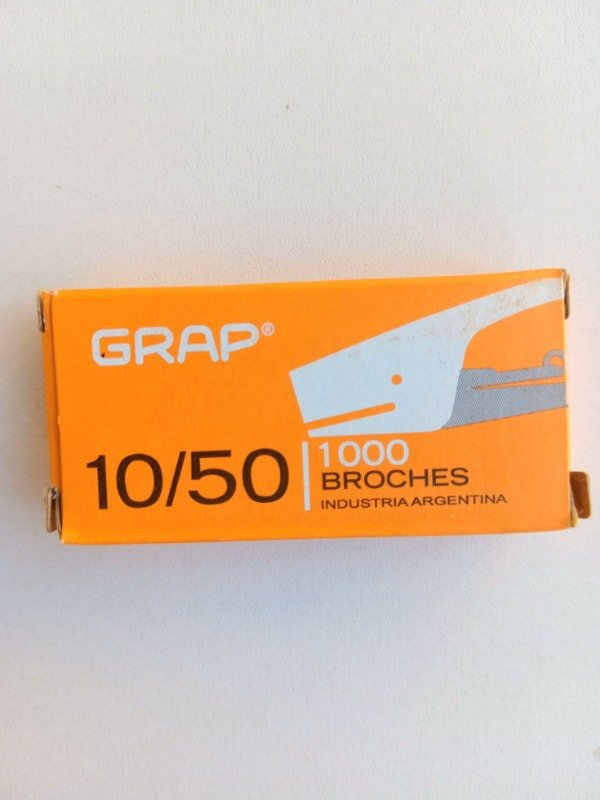 GRAP®
10/50
1000
BROCHES
INDUSTRIA ARGENTINA